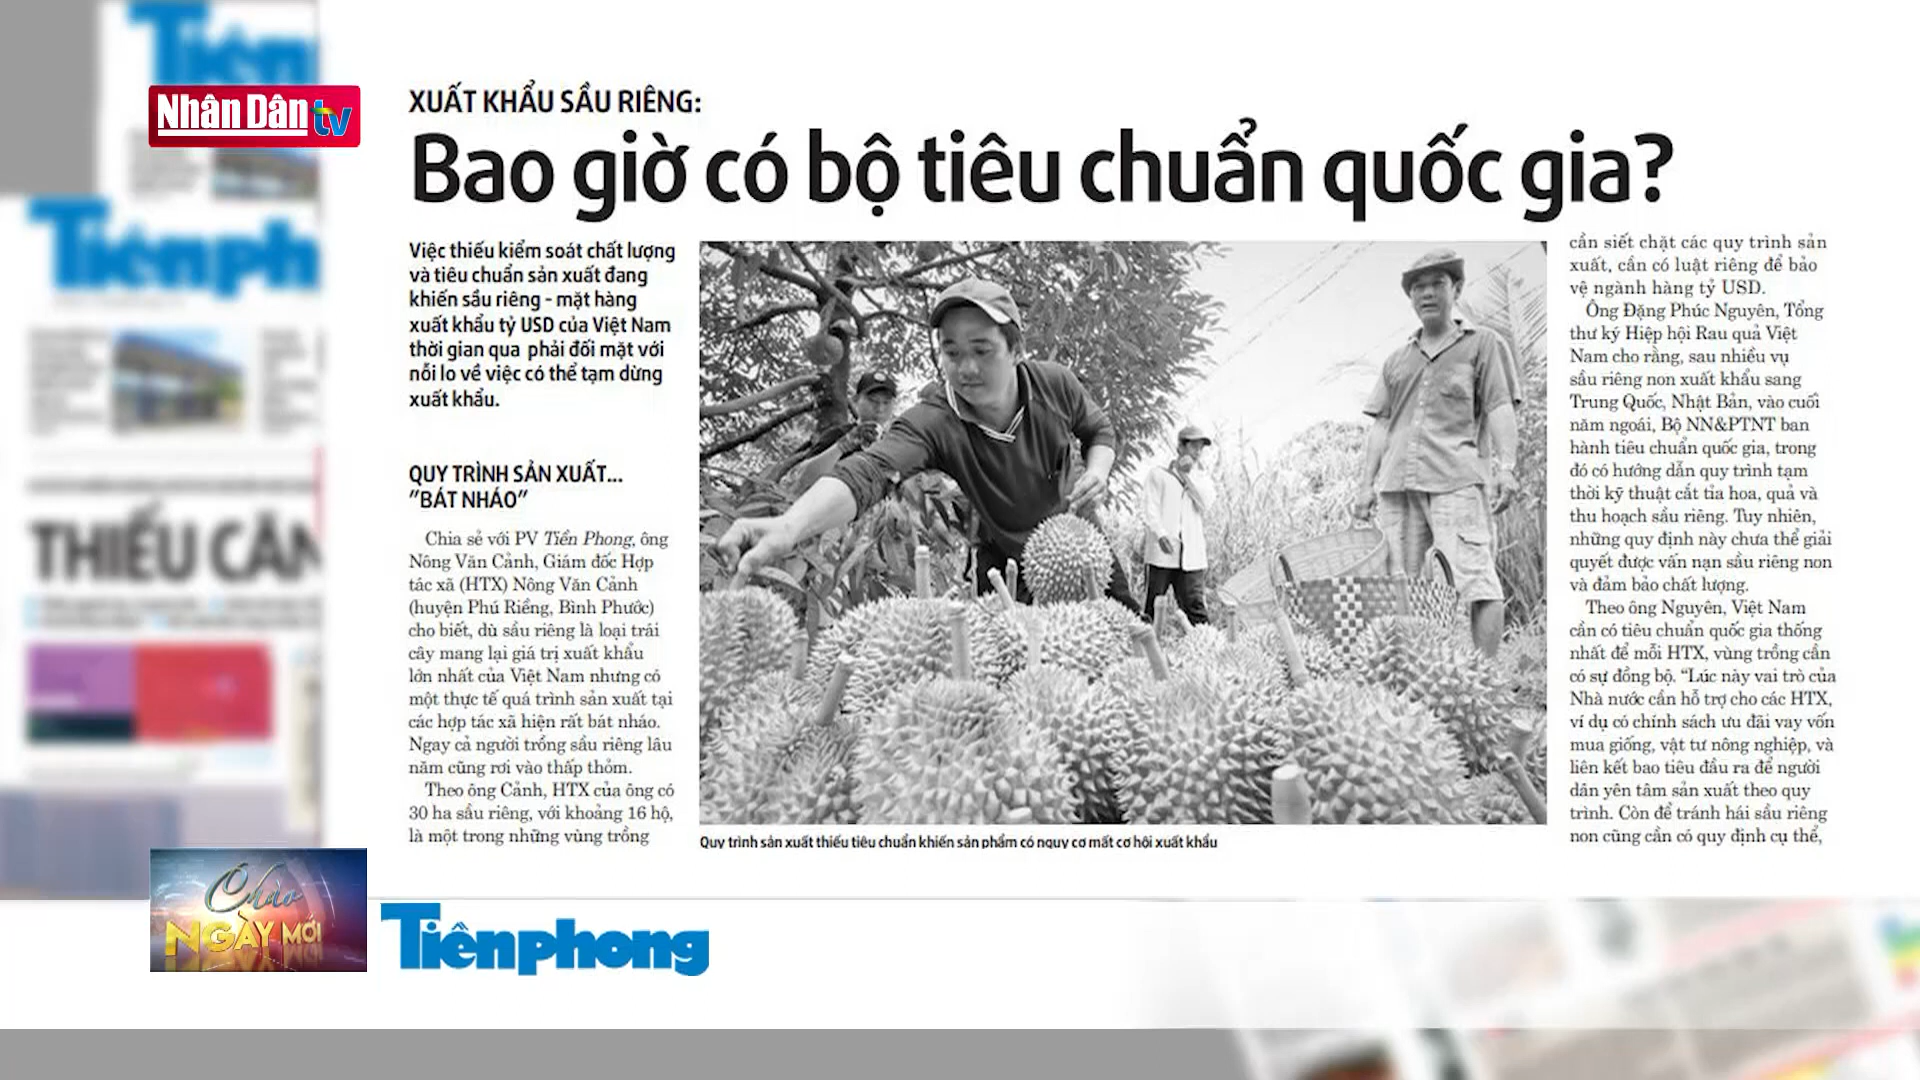 Nhân Dân tv
XUẤT KHẨU SẦU RIÊNG:
Bao giờ có bộ tiêu chuẩn quốc gia?
Việc thiếu kiểm soát chất lượng
và tiêu chuẩn sản xuất đang
khiến sầu riêng - mặt hàng
xuất khẩu tỷ USD của Việt Nam
thời gian qua phải đối mặt với
nỗi lo về việc có thể tạm dừng
xuất khẩu.
QUY TRÌNH SẢN XUẤT...
"BÁT NHÁO"
Chia sẻ với PV Tiền Phong, ông
Nông Văn Cảnh, Giám đốc Hợp
tác xã (HTX) Nông Văn Cảnh
(huyện Phú Riềng, Bình Phước)
cho biết, dù sầu riêng là loại trái
cây mang lại giá trị xuất khẩu
lớn nhất của Việt Nam nhưng có
một thực tế quá trình sản xuất tại
các hợp tác xã hiện rất bát nháo.
Ngay cả người trồng sầu riêng lâu
năm cũng rơi vào thấp thỏm.
Theo ông Cảnh, HTX của ông có
30 ha sầu riêng, với khoảng 16 hộ,
là một trong những vùng trồng
Quy trình sản xuất thiếu tiêu chuẩn khiến sản phẩm có nguy cơ mất cơ hội xuất khẩu
cần siết chặt các quy trình sản
xuất, cần có luật riêng để bảo
vệ ngành hàng tỷ USD.
Ông Đặng Phúc Nguyên, Tổng
thư ký Hiệp hội Rau quả Việt
Nam cho rằng, sau nhiều vụ
sầu riêng non xuất khẩu sang
Trung Quốc, Nhật Bản, vào cuối
năm ngoái, Bộ NN&PTNT ban
hành tiêu chuẩn quốc gia, trong
đó có hướng dẫn quy trình tạm
thời kỹ thuật cắt tỉa hoa, quả và
thu hoạch sầu riêng. Tuy nhiên,
những quy định này chưa thể giải
quyết được vấn nạn sầu riêng non
và đảm bảo chất lượng.
Theo ông Nguyên, Việt Nam
cần có tiêu chuẩn quốc gia thống
nhất để mỗi HTX, vùng trồng cần
có sự đồng bộ. "Lúc này vai trò của
Nhà nước cần hỗ trợ cho các HTX,
ví dụ có chính sách ưu đãi vay vốn
mua giống, vật tư nông nghiệp, và
liên kết bao tiêu đầu ra để người
dân yên tâm sản xuất theo quy
trình. Còn để tránh hái sầu riêng
non cũng cần có quy định cụ thể,
Tiềnph
THIẾU CĂN
Chào
NGÀY MỚI
Tiềnphong